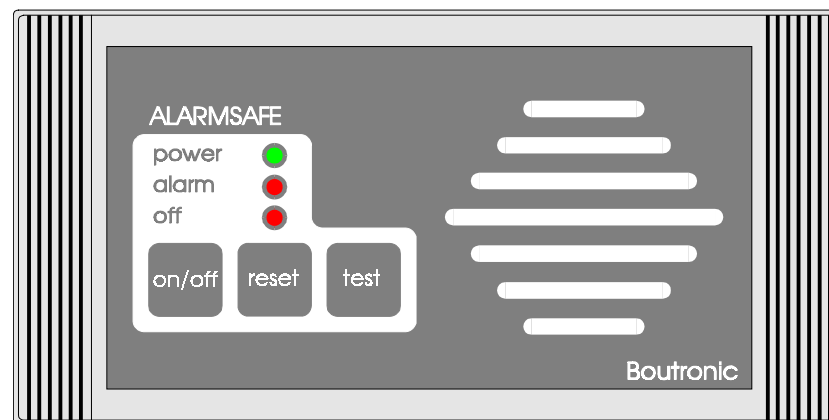 ALARMSAFE
power
alarm
off
on/off reset test
Boutronic